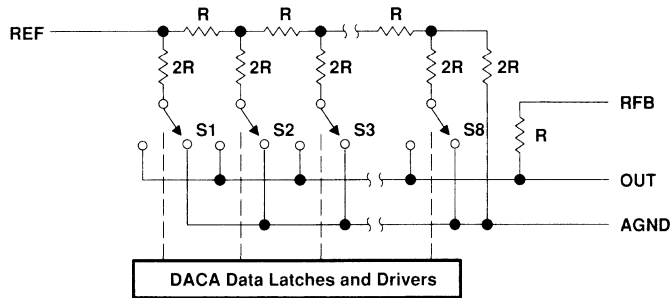 R R R
REF
2R 2R 2R 2R 2R
RFB
S1 S2 S3 S8
R
OUT
AGND
DACA Data Latches and Drivers